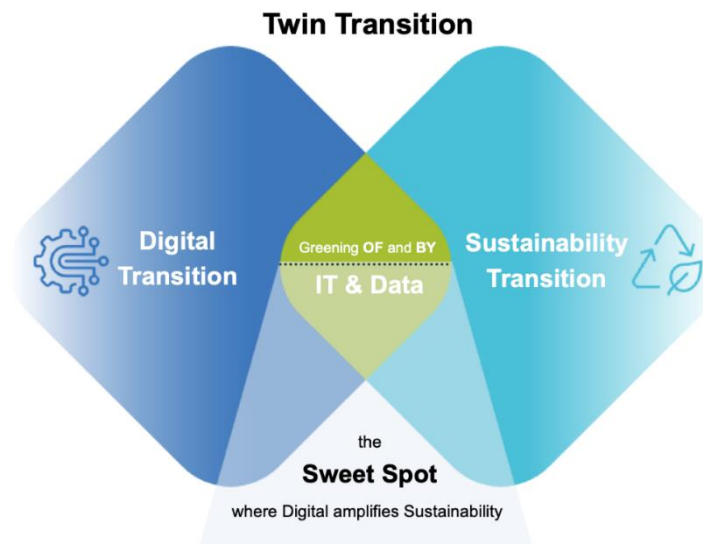 Twin Transition
Digital
Transition
Greening OF and BY
IT & Data
Sustainability
Transition
the
Sweet Spot
where Digital amplifies Sustainability